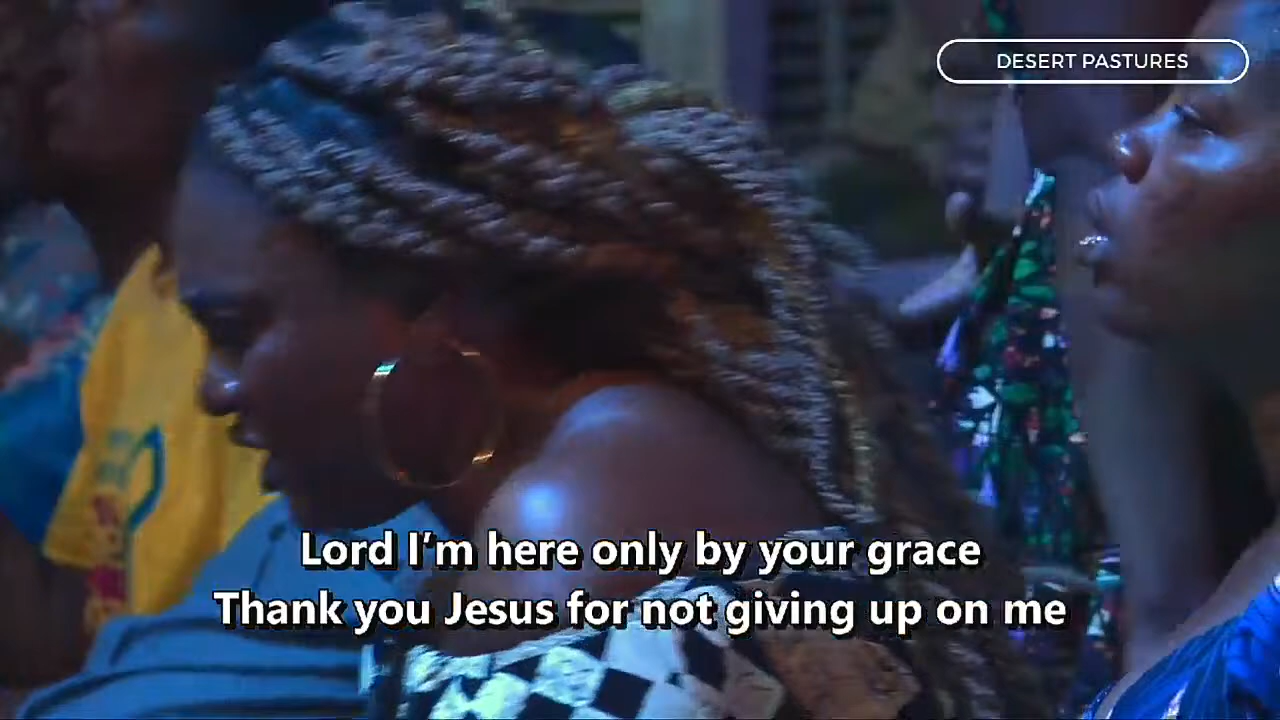 DESERT PASTURES
Lord I'm here only by your grace
Thank you Jesus for not giving up on me